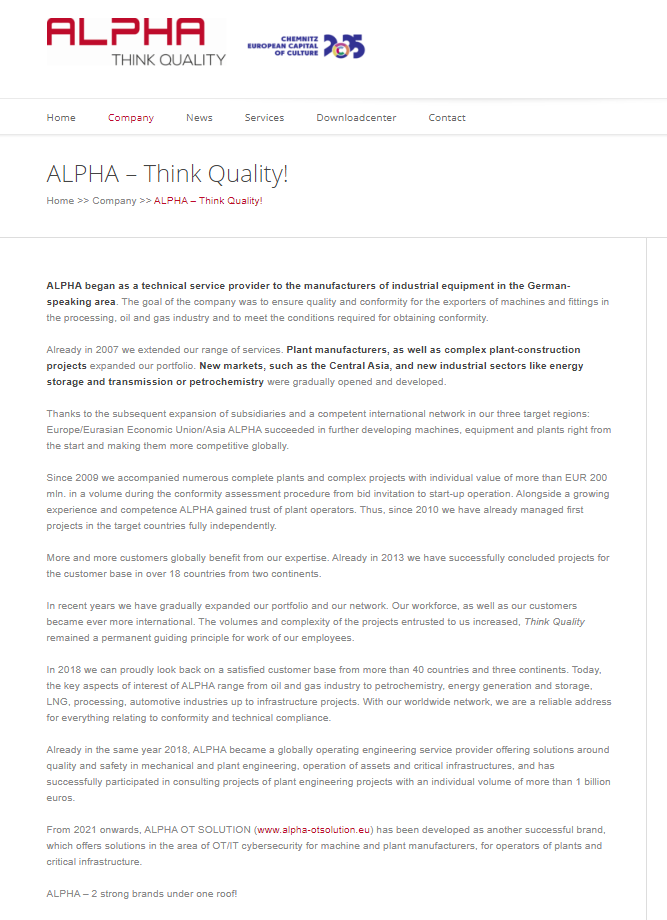 ALPHA
THINK QUALITY
CHEMNITZ
EUROPEAN CAPITAL
OF CULTURE
2025
Home
Company
News
Services
Downloadcenter
Contact
ALPHA – Think Quality!
Home >> Company >> ALPHA – Think Quality!
ALPHA began as a technical service provider to the manufacturers of industrial equipment in the German-
speaking area. The goal of the company was to ensure quality and conformity for the exporters of machines and fittings in
the processing, oil and gas industry and to meet the conditions required for obtaining conformity.
Already in 2007 we extended our range of services. Plant manufacturers, as well as complex plant-construction
projects expanded our portfolio. New markets, such as the Central Asia, and new industrial sectors like energy
storage and transmission or petrochemistry were gradually opened and developed.
Thanks to the subsequent expansion of subsidiaries and a competent international network in our three target regions:
Europe/Eurasian Economic Union/Asia ALPHA succeeded in further developing machines, equipment and plants right from
the start and making them more competitive globally.
Since 2009 we accompanied numerous complete plants and complex projects with individual value of more than EUR 200
mln. in a volume during the conformity assessment procedure from bid invitation to start-up operation. Alongside a growing
experience and competence ALPHA gained trust of plant operators. Thus, since 2010 we have already managed first
projects in the target countries fully independently.
More and more customers globally benefit from our expertise. Already in 2013 we have successfully concluded projects for
the customer base in over 18 countries from two continents.
In recent years we have gradually expanded our portfolio and our network. Our workforce, as well as our customers
became ever more international. The volumes and complexity of the projects entrusted to us increased, Think Quality
remained a permanent guiding principle for work of our employees.
In 2018 we can proudly look back on a satisfied customer base from more than 40 countries and three continents. Today,
the key aspects of interest of ALPHA range from oil and gas industry to petrochemistry, energy generation and storage,
LNG, processing, automotive industries up to infrastructure projects. With our worldwide network, we are a reliable address
for everything relating to conformity and technical compliance.
Already in the same year 2018, ALPHA became a globally operating engineering service provider offering solutions around
quality and safety in mechanical and plant engineering, operation of assets and critical infrastructures, and has
successfully participated in consulting projects of plant engineering projects with an individual volume of more than 1 billion
euros.
From 2021 onwards, ALPHA OT SOLUTION (www.alpha-otsolution.eu) has been developed as another successful brand,
which offers solutions in the area of OT/IT cybersecurity for machine and plant manufacturers, for operators of plants and
critical infrastructure.
ALPHA – 2 strong brands under one roof!